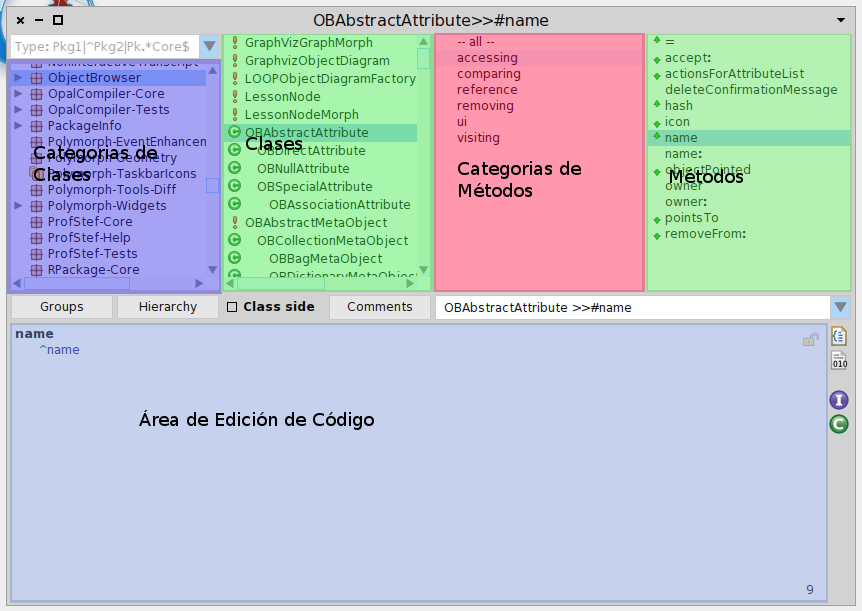 OBAbstractAttribute>>#name
Type: Pkg1|^Pkg2|Pk.*Core$
ObjectBrowser
OpalCompiler-Core
OpalCompiler-Tests
PackageInfo
Polymorph-EventEnhancen
Polymorph-Geometry
Polymorph-TaskbarIcons
Polymorph-Tools-Diff
Polymorph-Widgets
ProfStef-Core
ProfStef-Help
ProfStef-Tests
RPackage-Core
Categorias de
Clases
GraphVizGraphMorph
GraphvizObjectDiagram
LOOPObjectDiagramFactory
LessonNode
LessonNodeMorph
OBAbstractAttribute
OBDirectAttribute
OBNullAttribute
OBSpecialAttribute
OBAssociationAttribute
OBAbstractMetaObject
OBCollectionMetaObject
OBBagMetaObject
OBDictionaryMetaObjec
Clases
-- all --
accessing
comparing
reference
removing
ui
visiting
Categorias de
Métodos
=
accept:
actionsForAttributeList
deleteConfirmationMessage
hash
icon
name
name:
objectPointed
owner
owner:
pointsTo
removeFrom:
Métodos
Groups
Hierarchy
Class side
Comments
OBAbstractAttribute >>#name
name
^name
Área de Edición de Código
010
I
C
9